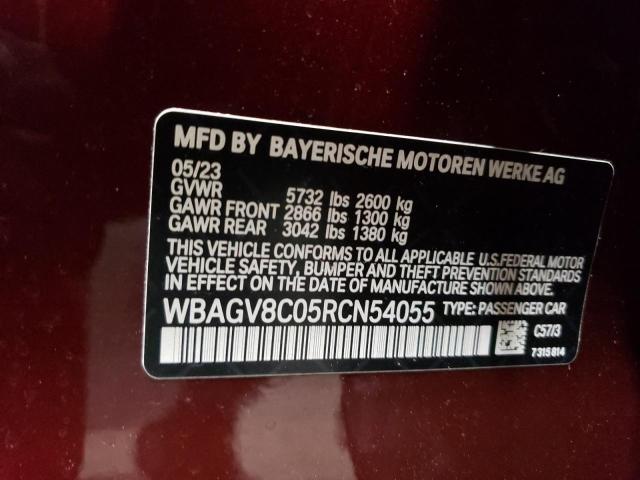 MFD BY BAYERISCHE MOTOREN WERKE AG
05/23
GVWR 5732 lbs 2600 kg
GAWR FRONT 2866 lbs 1300 kg
GAWR REAR 3042 lbs 1380 kg
THIS VEHICLE CONFORMS TO ALL APPLICABLE U.S.FEDERAL MOTOR
VEHICLE SAFETY, BUMPER AND THEFT PREVENTION STANDARDS
IN EFFECT ON THE DATE OF MANUFACTURE SHOWN ABOVE.
WBAGV8C05RCN54055 TYPE: PASSENGER CAR
C57/3
7315814